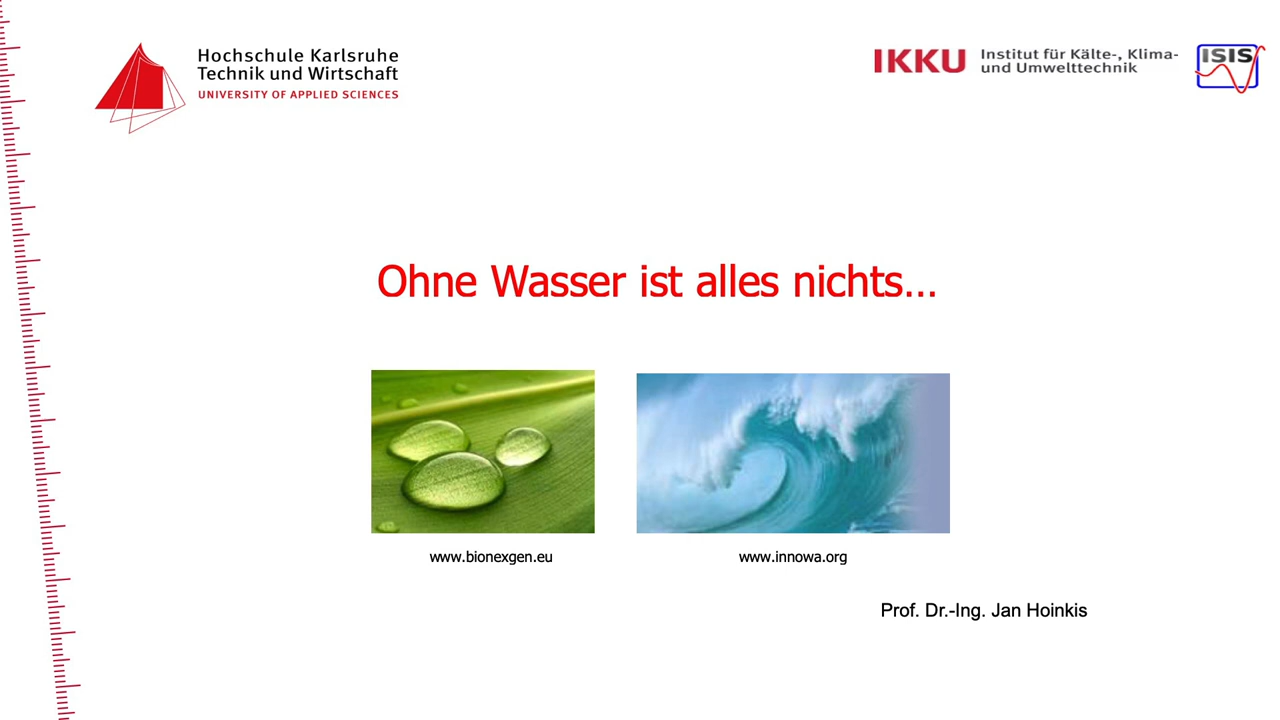 Hochschule Karlsruhe
Technik und Wirtschaft
UNIVERSITY OF APPLIED SCIENCES
IKKU
Institut für Kälte-, Klima-
und Umwelttechnik
ISIS
Ohne Wasser ist alles nichts…
www.bionexgen.eu
www.innowa.org
Prof. Dr.-Ing. Jan Hoinkis